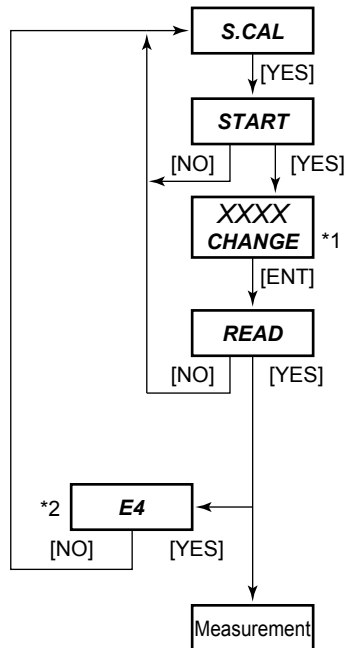 S.CAL
[YES]
START
[NO] [YES]
XXXX
CHANGE *1
[ENT]
READ
[NO] [YES]
*2 E4
[NO] [YES]
Measurement